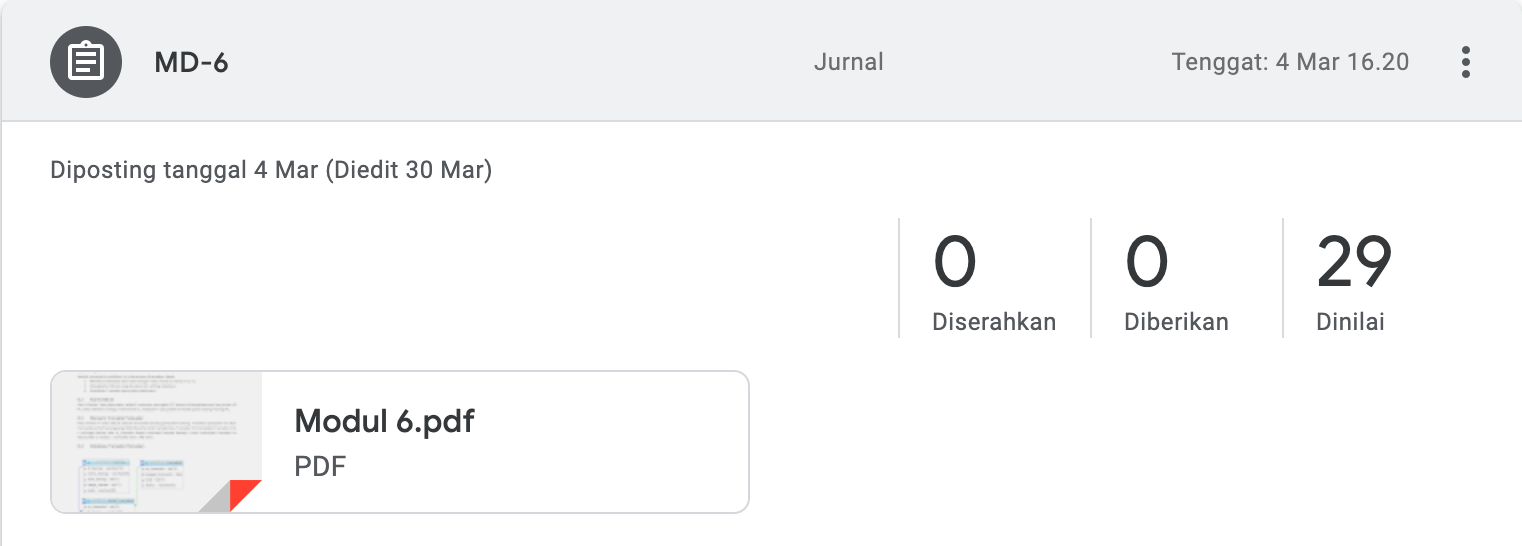 MD-6
Jurnal
Tenggat: 4 Mar 16.20
Diposting tanggal 4 Mar (Diedit 30 Mar)
0
Diserahkan
0
Diberikan
29
Dinilai
Modul 6.pdf
PDF